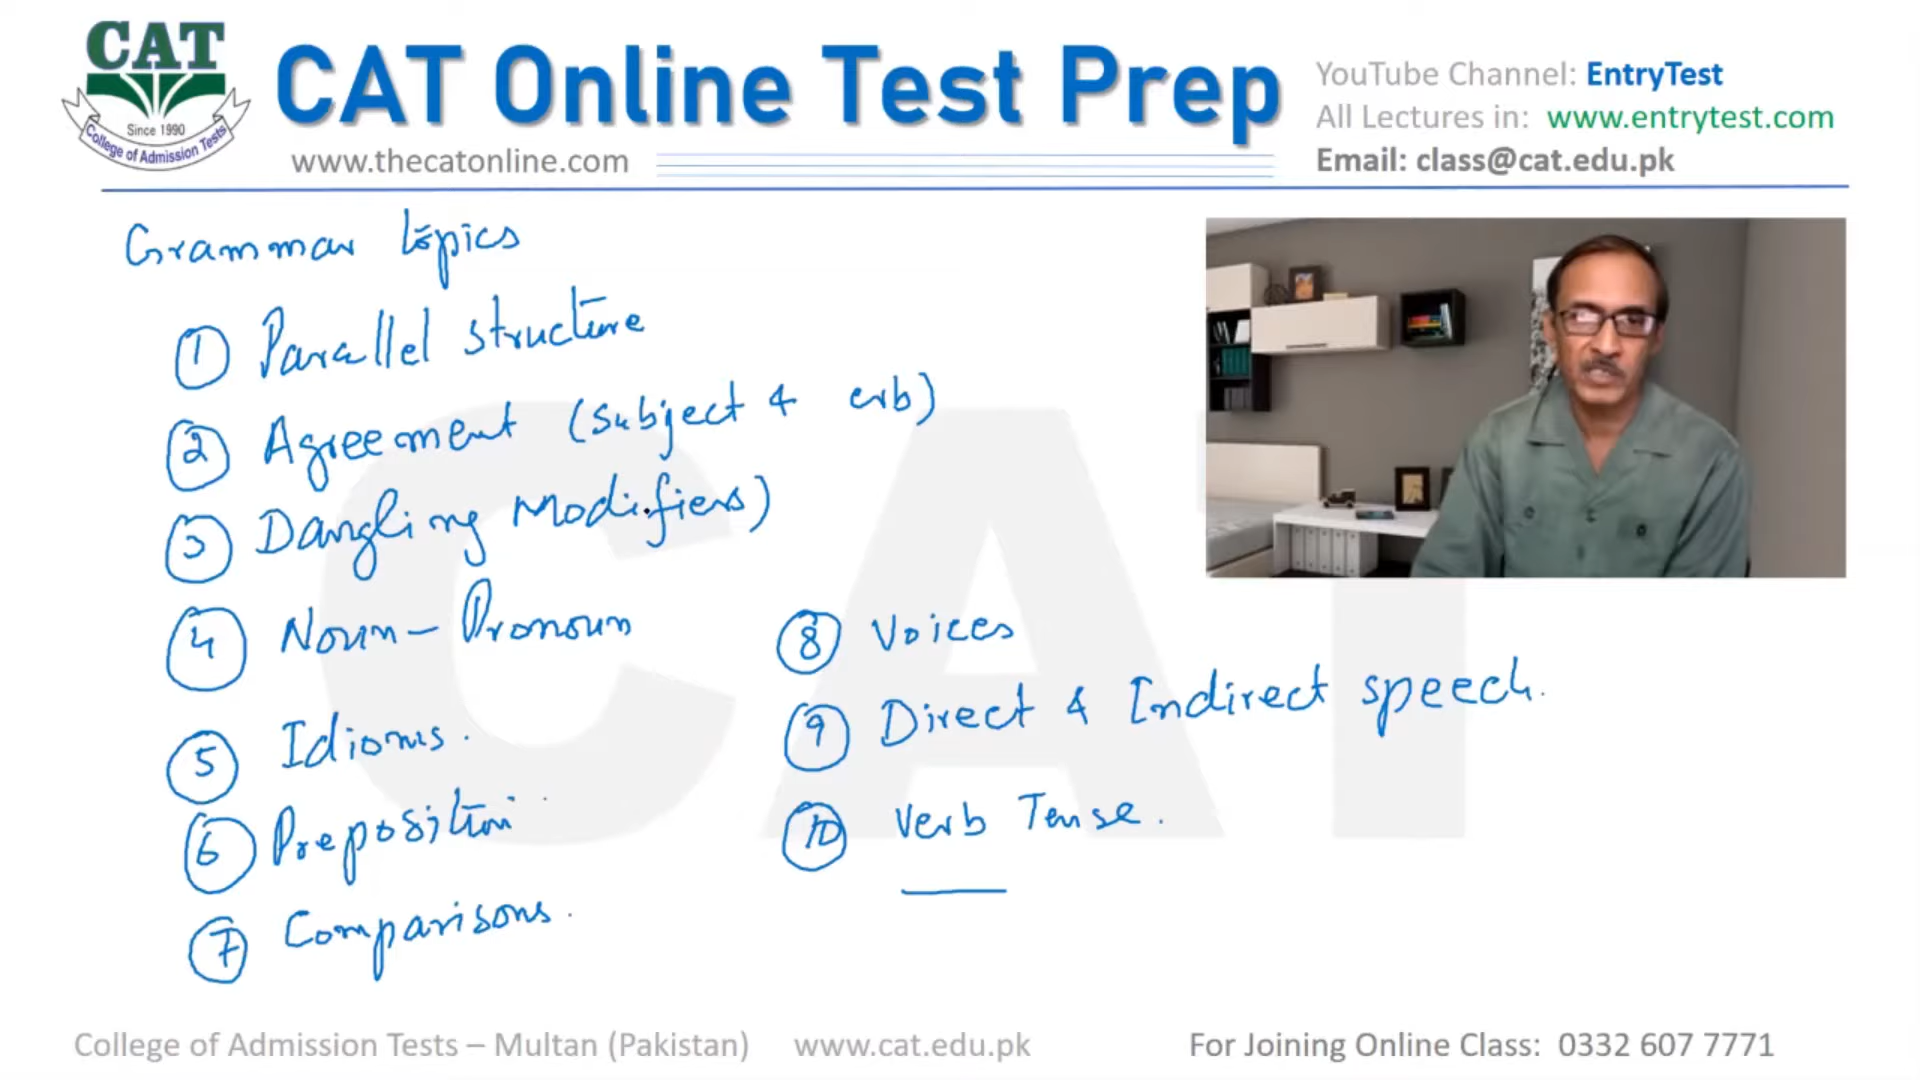 CAT
Since 1990
College of Admission Tests
CAT Online Test Prep
www.thecatonline.com
YouTube Channel: EntryTest
All Lectures in: www.entrytest.com
Email: class@cat.edu.pk
Grammar topics
1 Parallel structure
2 Agreement (Subject & erb)
3 Dangling Modifiers)
4 Noun - Pronoun
5 Idioms.
6 Preposition
7 Comparisons.
8 Voices
9 Direct & Indirect speech.
10 Verb Tense.
CAT
College of Admission Tests – Multan (Pakistan) www.cat.edu.pk
For Joining Online Class: 0332 607 7771